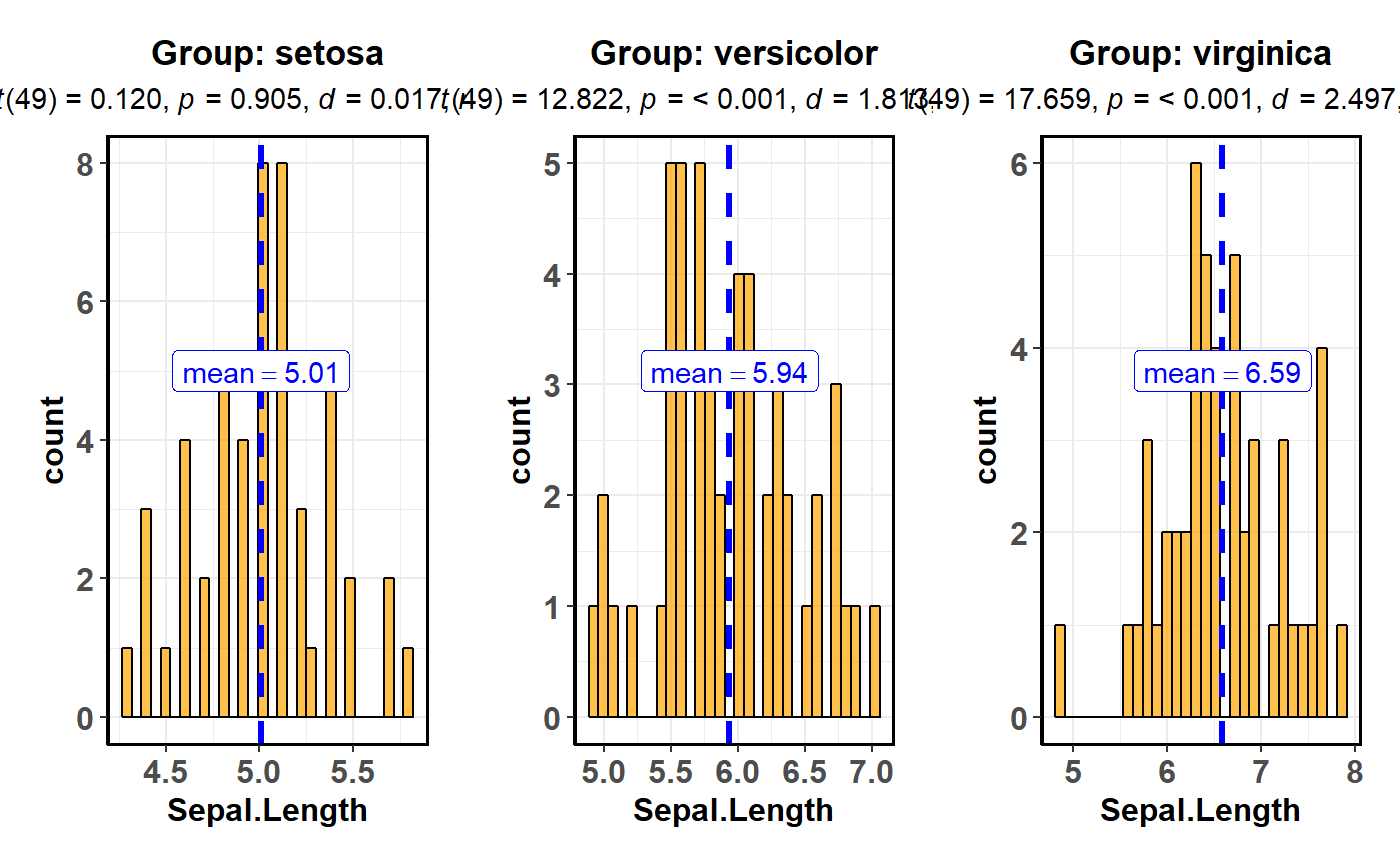 Group: setosa
t(49) = 0.120, p = 0.905, d = 0.017,
8
6
4
2
0
count
mean = 5.01
4.5 5.0 5.5
Sepal.Length
Group: versicolor
t(49) = 12.822, p = < 0.001, d = 1.813,
5
4
3
2
1
0
count
mean = 5.94
5.0 5.5 6.0 6.5 7.0
Sepal.Length
Group: virginica
t(49) = 17.659, p = < 0.001, d = 2.497,
6
4
2
0
count
mean = 6.59
5 6 7 8
Sepal.Length